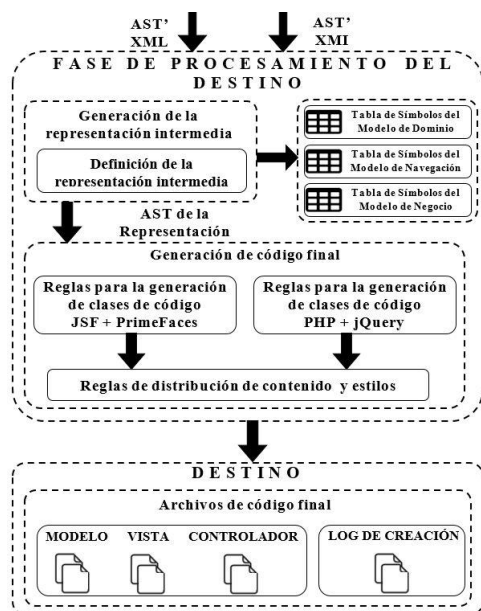 AST' AST'
XML XMI
FASE DE PROCESAMIENTO DEL
DESTINO
Generación de la
representación intermedia
Definición de la
representación intermedia
Tabla de Símbolos del
Modelo de Dominio
Tabla de Símbolos del
Modelo de Navegación
Tabla de Símbolos del
Modelo de Negocio
AST de la
Representación
Generación de código final
Reglas para la generación
de clases de código
JSF + PrimeFaces
Reglas para la generación
de clases de código
PHP + jQuery
Reglas de distribución de contenido y estilos
DESTINO
Archivos de código final
MODELO VISTA CONTROLADOR
LOG DE CREACIÓN